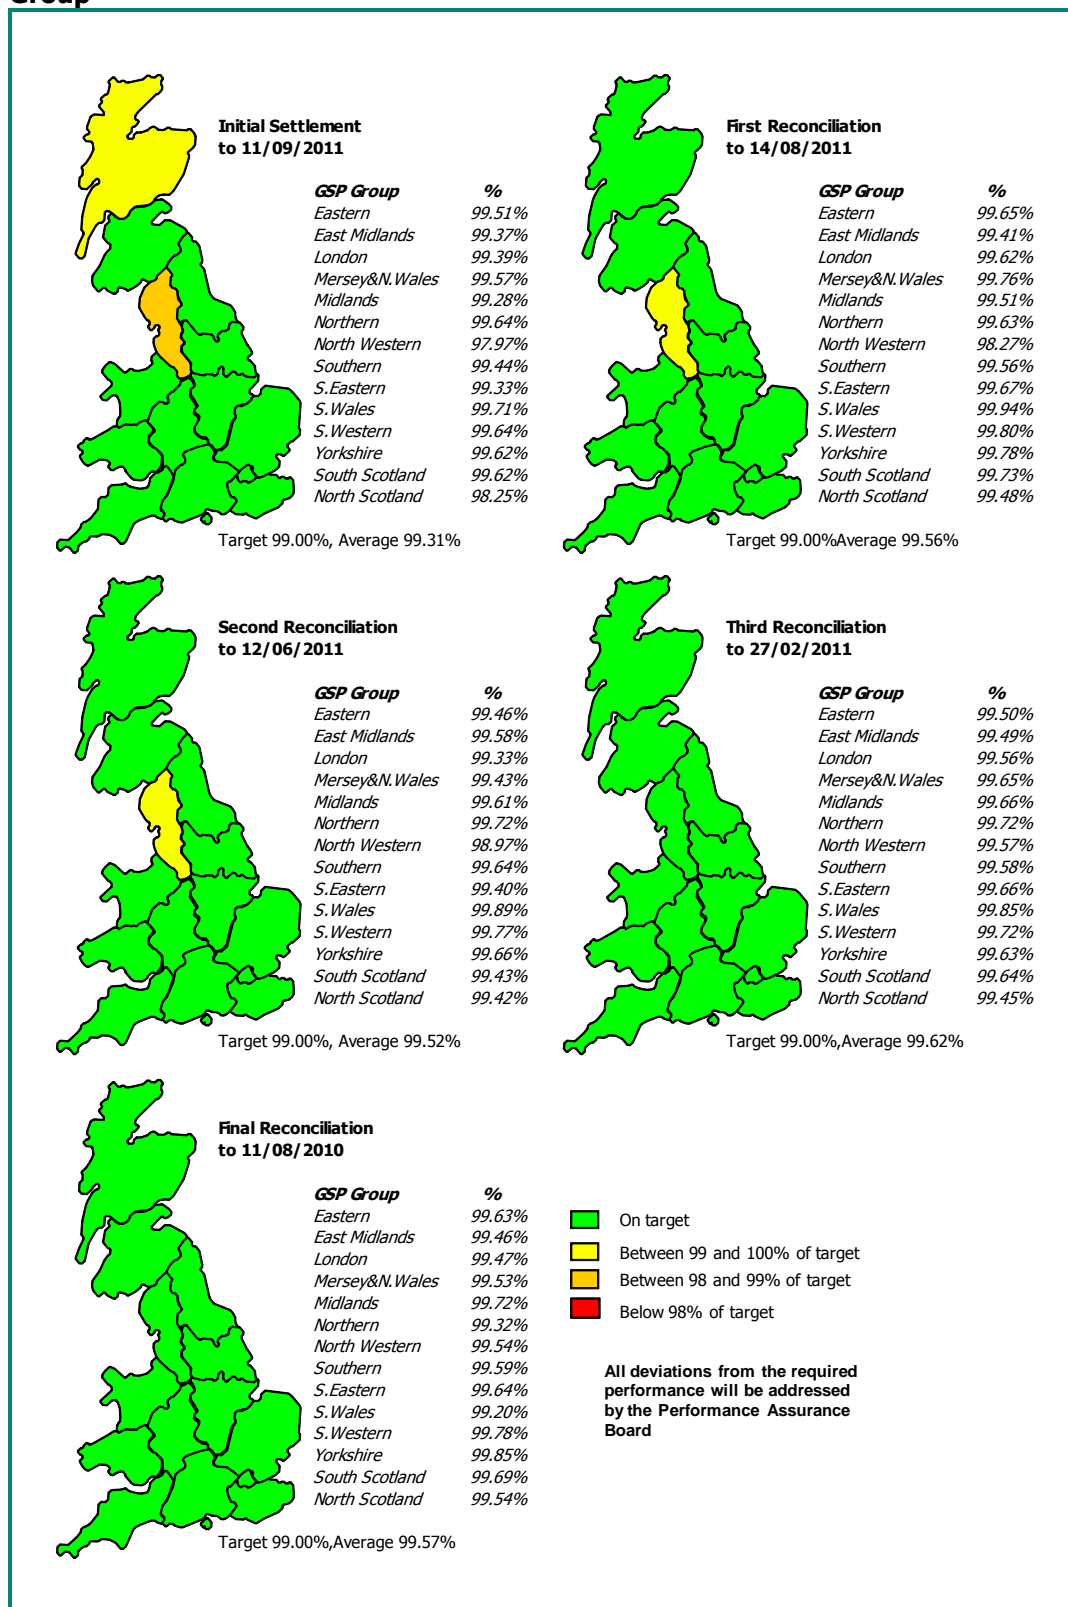 Group
Initial Settlement
to 11/09/2011
GSP Group %
Eastern 99.51%
East Midlands 99.37%
London 99.39%
Mersey&N.Wales 99.57%
Midlands 99.28%
Northern 99.64%
North Western 97.97%
Southern 99.44%
S.Eastern 99.33%
S.Wales 99.71%
S.Western 99.64%
Yorkshire 99.62%
South Scotland 99.62%
North Scotland 98.25%
Target 99.00%, Average 99.31%
First Reconciliation
to 14/08/2011
GSP Group %
Eastern 99.65%
East Midlands 99.41%
London 99.62%
Mersey&N.Wales 99.76%
Midlands 99.51%
Northern 99.63%
North Western 98.27%
Southern 99.56%
S.Eastern 99.67%
S.Wales 99.94%
S.Western 99.80%
Yorkshire 99.78%
South Scotland 99.73%
North Scotland 99.48%
Target 99.00%Average 99.56%
Second Reconciliation
to 12/06/2011
GSP Group %
Eastern 99.46%
East Midlands 99.58%
London 99.33%
Mersey&N.Wales 99.43%
Midlands 99.61%
Northern 99.72%
North Western 98.97%
Southern 99.64%
S.Eastern 99.40%
S.Wales 99.89%
S.Western 99.77%
Yorkshire 99.66%
South Scotland 99.43%
North Scotland 99.42%
Target 99.00%, Average 99.52%
Third Reconciliation
to 27/02/2011
GSP Group %
Eastern 99.50%
East Midlands 99.49%
London 99.56%
Mersey&N.Wales 99.65%
Midlands 99.66%
Northern 99.72%
North Western 99.57%
Southern 99.58%
S.Eastern 99.66%
S.Wales 99.85%
S.Western 99.72%
Yorkshire 99.63%
South Scotland 99.64%
North Scotland 99.45%
Target 99.00%,Average 99.62%
Final Reconciliation
to 11/08/2010
GSP Group %
Eastern 99.63%
East Midlands 99.46%
London 99.47%
Mersey&N.Wales 99.53%
Midlands 99.72%
Northern 99.32%
North Western 99.54%
Southern 99.59%
S.Eastern 99.64%
S.Wales 99.20%
S.Western 99.78%
Yorkshire 99.85%
South Scotland 99.69%
North Scotland 99.54%
Target 99.00%,Average 99.57%
On target
Between 99 and 100% of target
Between 98 and 99% of target
Below 98% of target
All deviations from the required
performance will be addressed
by the Performance Assurance
Board